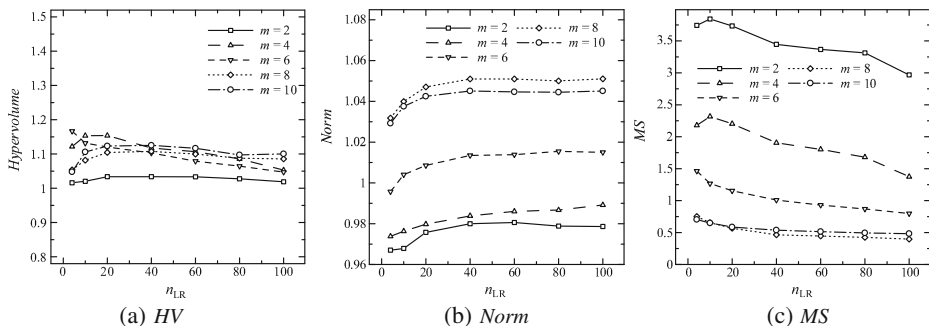 Hypervolume
1.5
1.4
1.3
1.2
1.1
1
0.9
0.8
m = 2
m = 4
m = 6
m = 8
m = 10
0 20 40 60 80 100
n_LR
(a) HV
Norm
1.08
1.06
1.04
1.02
1
0.98
0.96
m = 2 m = 8
m = 4 m = 10
m = 6
0 20 40 60 80 100
n_LR
(b) Norm
MS
3.5
3
2.5
2
1.5
1
0.5
0
m = 2 m = 8
m = 4 m = 10
m = 6
0 20 40 60 80 100
n_LR
(c) MS